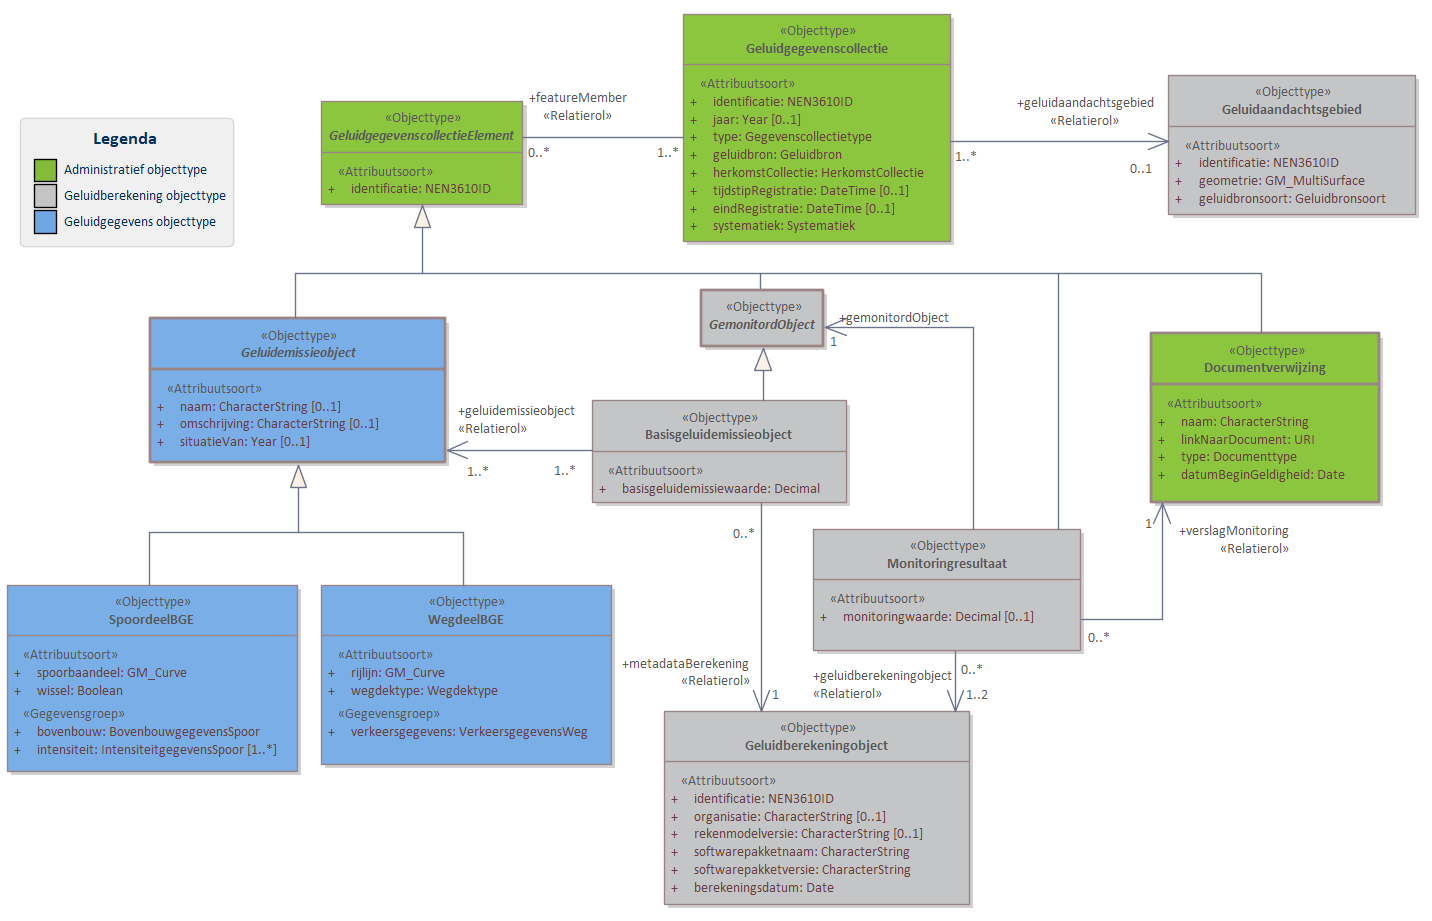 Legenda
Administratief objecttype
Geluidberekening objecttype
Geluidgegevens objecttype
«Objecttype»
GeluidgegevenscollectieElement
«Attribuutsoort»
+ identificatie: NEN3610ID
+featureMember
«Relatierol»
0..*
1..*
«Objecttype»
Geluidgegevenscollectie
«Attribuutsoort»
+ identificatie: NEN3610ID
+ jaar: Year [0..1]
+ type: Gegevenscollectietype
+ geluidbron: Geluidbron
+ herkomstCollectie: HerkomstCollectie
+ tijdstipRegistratie: DateTime [0..1]
+ eindRegistratie: DateTime [0..1]
+ systematiek: Systematiek
+geluidaandachtsgebied
«Relatierol»
1..*
0..1
«Objecttype»
Geluidaandachtsgebied
«Attribuutsoort»
+ identificatie: NEN3610ID
+ geometrie: GM_MultiSurface
+ geluidbronsoort: Geluidbronsoort
«Objecttype»
Geluidemissieobject
«Attribuutsoort»
+ naam: CharacterString [0..1]
+ omschrijving: CharacterString [0..1]
+ situatieVan: Year [0..1]
«Objecttype»
GemonitordObject
+gemonitordObject
1
«Objecttype»
Documentverwijzing
«Attribuutsoort»
+ naam: CharacterString
+ linkNaarDocument: URI
+ type: Documenttype
+ datumBeginGeldigheid: Date
+geluidemissieobject
«Relatierol»
1..*
1..*
«Objecttype»
Basisgeluidemissieobject
«Attribuutsoort»
+ basisgeluidemissiewaarde: Decimal
0..*
1
+verslagMonitoring
«Relatierol»
0..*
«Objecttype»
Monitoringresultaat
«Attribuutsoort»
+ monitoringwaarde: Decimal [0..1]
«Objecttype»
SpoordeelBGE
«Attribuutsoort»
+ spoorbaandeel: GM_Curve
+ wissel: Boolean
«Gegevensgroep»
+ bovenbouw: BovenbouwgegevensSpoor
+ intensiteit: IntensiteitgegevensSpoor [1..*]
«Objecttype»
WegdeelBGE
«Attribuutsoort»
+ rijlijn: GM_Curve
+ wegdektype: Wegdektype
«Gegevensgroep»
+ verkeersgegevens: VerkeersgegevensWeg
+metadataBerekening
«Relatierol»
1
+geluidberekeningobject
«Relatierol»
0..*
1..2
«Objecttype»
Geluidberekeningobject
«Attribuutsoort»
+ identificatie: NEN3610ID
+ organisatie: CharacterString [0..1]
+ rekenmodelversie: CharacterString [0..1]
+ softwarepakketnaam: CharacterString
+ softwarepakketversie: CharacterString
+ berekeningsdatum: Date